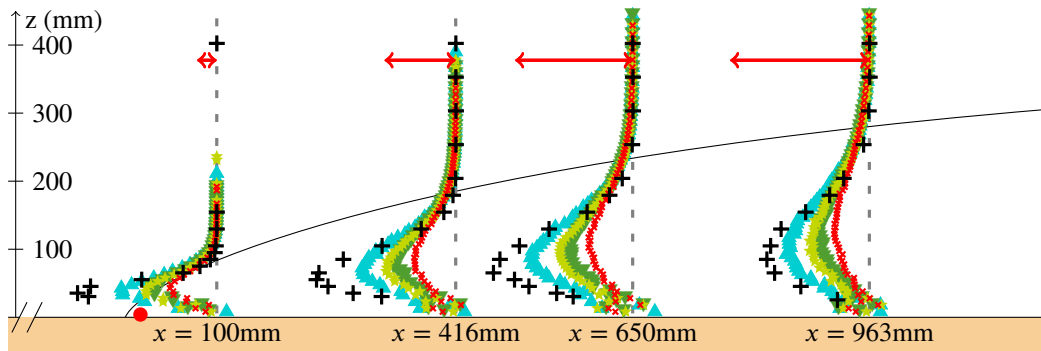 z (mm)
400
300
200
100
x = 100mm x = 416mm x = 650mm x = 963mm